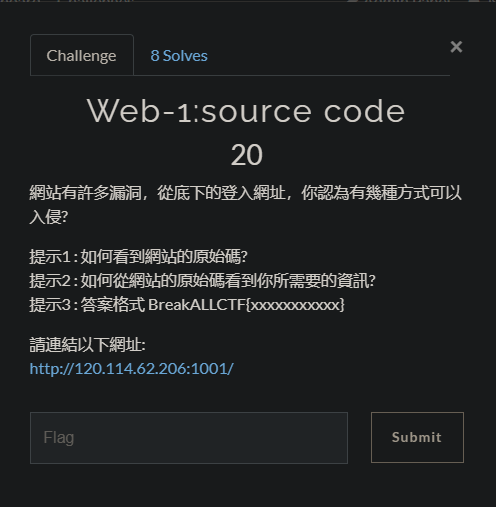 Challenge
8 Solves
×
Web-1:source code
20
網站有許多漏洞，從底下的登入網址，你認為有幾種方式可以
入侵?
提示1 : 如何看到網站的原始碼?
提示2 : 如何從網站的原始碼看到你所需要的資訊?
提示3 : 答案格式 BreakALLCTF{xxxxxxxxxxx}
請連結以下網址:
http://120.114.62.206:1001/
Flag
Submit